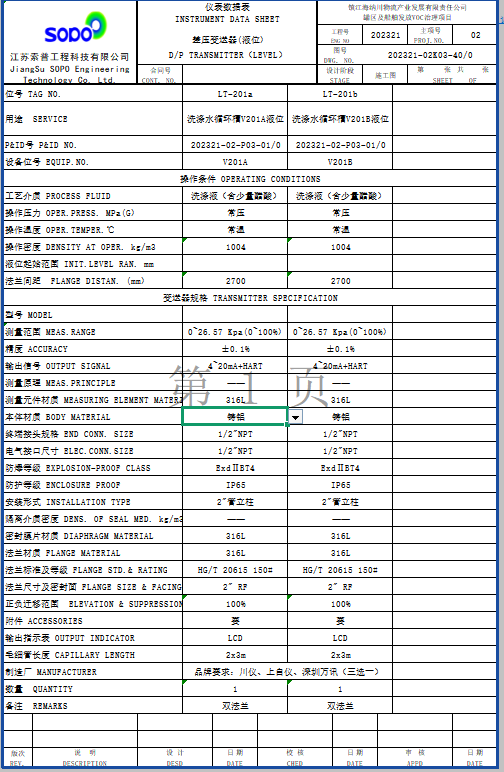 SOPO
江苏索普工程科技有限公司
JiangSu SOPO Engineering
Technology Co. Ltd.
仪表数据表
INSTRUMENT DATA SHEET
差压变送器(液位)
D/P TRANSMITTER (LEVEL)
合同号
CONT. NO.
镇江海纳川物流产业发展有限责任公司
罐区及船舶发放VOC治理项目
工程号 ENG NO 202321 主项号 PROJ.NO. 02
图号 DWG. NO. 202321-02K03-40/0
设计阶段 STAGE 施工图 第 张 共 张
SHEET OF
位号 TAG NO. LT-201a LT-201b
用途 SERVICE 洗涤水循环槽V201A液位 洗涤水循环槽V201B液位
P&ID号 P&ID NO. 202321-02-P03-01/0 202321-02-P03-01/0
设备位号 EQUIP.NO. V201A V201B
操作条件 OPERATING CONDITIONS
工艺介质 PROCESS FLUID 洗涤液（含少量醋酸） 洗涤液（含少量醋酸）
操作压力 OPER.PRESS. MPa(G) 常压 常压
操作温度 OPER.TEMPER.℃ 常温 常温
操作密度 DENSITY AT OPER. kg/m3 1004 1004
液位起始范围 INIT.LEVEL RAN. mm
法兰间距 FLANGE DISTAN. (mm) 2700 2700
变送器规格 TRANSMITTER SPECIFICATION
型号 MODEL
测量范围 MEAS.RANGE 0~26.57 Kpa(0~100%) 0~26.57 Kpa(0~100%)
精度 ACCURACY ±0.1% ±0.1%
输出信号 OUTPUT SIGNAL 4~20mA+HART 4~20mA+HART
测量原理 MEAS.PRINCIPLE —— ——
测量元件材质 MEASURING ELEMENT MATERI 316L 316L
本体材质 BODY MATERIAL 铸铝 铸铝
终端接头规格 END CONN. SIZE 1/2"NPT 1/2"NPT
电气接口尺寸 ELEC.CONN.SIZE 1/2"NPT 1/2"NPT
防爆等级 EXPLOSION-PROOF CLASS ExdⅡBT4 ExdⅡBT4
防护等级 ENCLOSURE PROOF IP65 IP65
安装形式 INSTALLATION TYPE 2"管立柱 2"管立柱
隔离介质密度 DENS. OF SEAL MED. kg/m3 —— ——
密封膜片材质 DIAPHRAGM MATERIAL 316L 316L
法兰材质 FLANGE MATERIAL 316L 316L
法兰标准及等级 FLANGE STD.& RATING HG/T 20615 150# HG/T 20615 150#
法兰尺寸及密封面 FLANGE SIZE & FACING 2" RF 2" RF
正负迁移范围 ELEVATION & SUPPRESSION 100% 100%
附件 ACCESSORIES 要 要
输出指示表 OUTPUT INDICATOR LCD LCD
毛细管长度 CAPILLARY LENGTH 2x3m 2x3m
制造厂 MANUFACTURER 品牌要求：川仪、上自仪、深圳万讯（三选一）
数量 QUANTITY 1 1
备注 REMARKS 双法兰 双法兰
第 1 页
版次 说 明 设 计 日 期 校 核 日 期 审 核 日 期
REV. DESCRIPTION DESD DATE CHED DATE APPD DATE